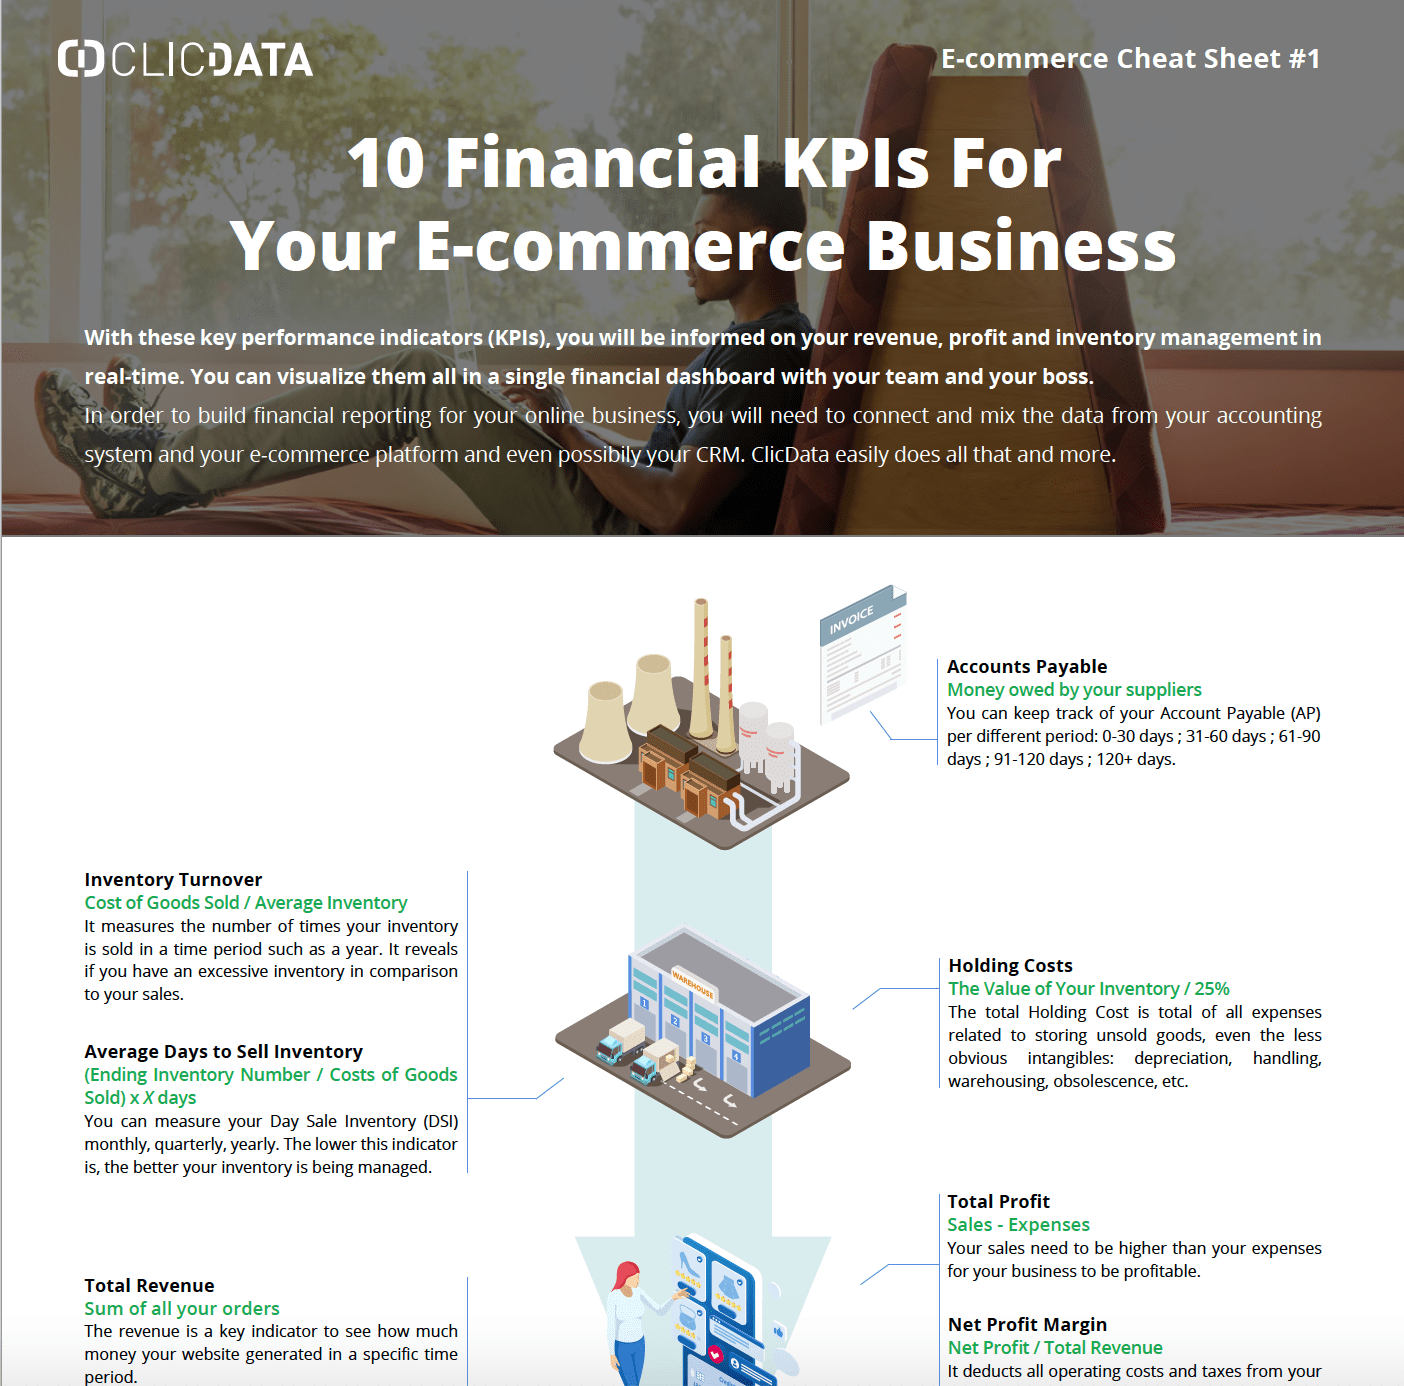 CLICDATA
E-commerce Cheat Sheet #1
10 Financial KPIs For
Your E-commerce Business
With these key performance indicators (KPIs), you will be informed on your revenue, profit and inventory management in
real-time. You can visualize them all in a single financial dashboard with your team and your boss.
In order to build financial reporting for your online business, you will need to connect and mix the data from your accounting
system and your e-commerce platform and even possibily your CRM. ClicData easily does all that and more.
INVOICE
Accounts Payable
Money owed by your suppliers
You can keep track of your Account Payable (AP)
per different period: 0-30 days ; 31-60 days ; 61-90
days ; 91-120 days ; 120+ days.
Inventory Turnover
Cost of Goods Sold / Average Inventory
It measures the number of times your inventory
is sold in a time period such as a year. It reveals
if you have an excessive inventory in comparison
to your sales.
Average Days to Sell Inventory
(Ending Inventory Number / Costs of Goods
Sold) x X days
You can measure your Day Sale Inventory (DSI)
monthly, quarterly, yearly. The lower this indicator
is, the better your inventory is being managed.
WAREHOUSE
1
2
3
4
Holding Costs
The Value of Your Inventory / 25%
The total Holding Cost is total of all expenses
related to storing unsold goods, even the less
obvious intangibles: depreciation, handling,
warehousing, obsolescence, etc.
Total Profit
Sales - Expenses
Your sales need to be higher than your expenses
for your business to be profitable.
Total Revenue
Sum of all your orders
The revenue is a key indicator to see how much
money your website generated in a specific time
period.
Net Profit Margin
Net Profit / Total Revenue
It deducts all operating costs and taxes from your